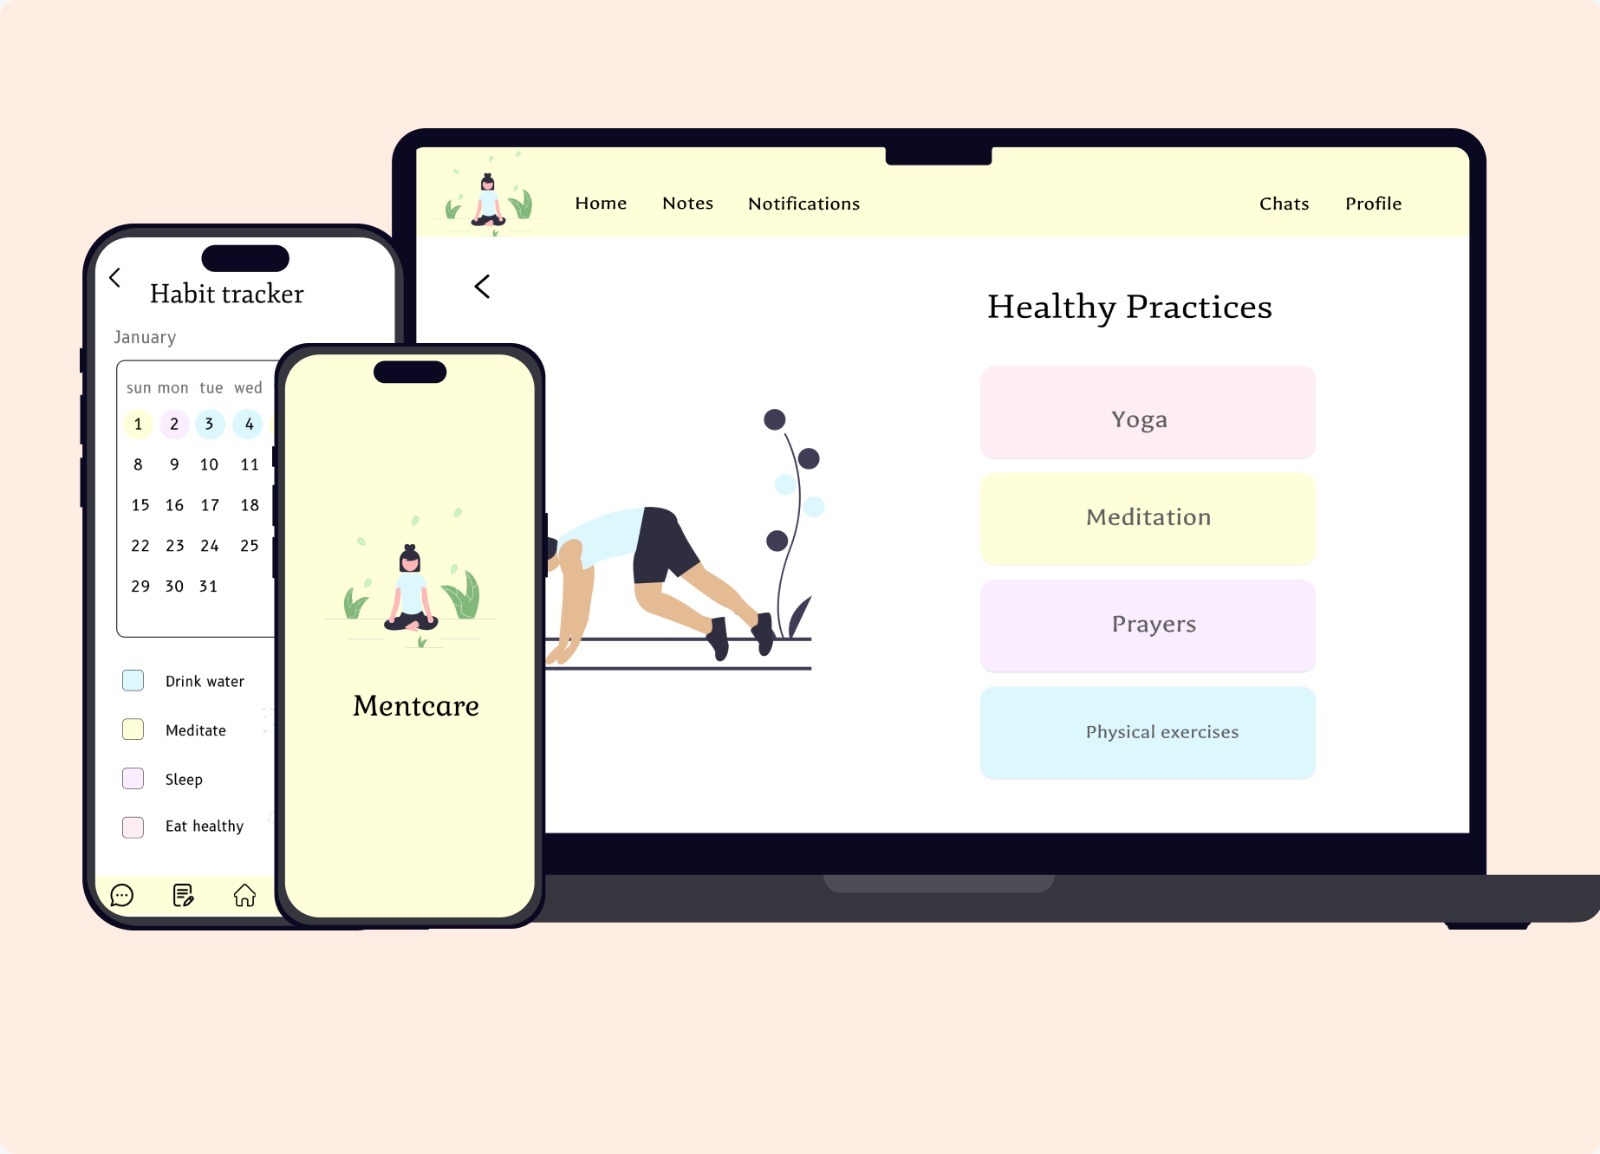 Home Notes Notifications Chats Profile
Habit tracker
January
sun mon tue wed
1 2 3 4
8 9 10 11
15 16 17 18
22 23 24 25
29 30 31
Drink water
Meditate
Sleep
Eat healthy
Mentcare
Healthy Practices
Yoga
Meditation
Prayers
Physical exercises